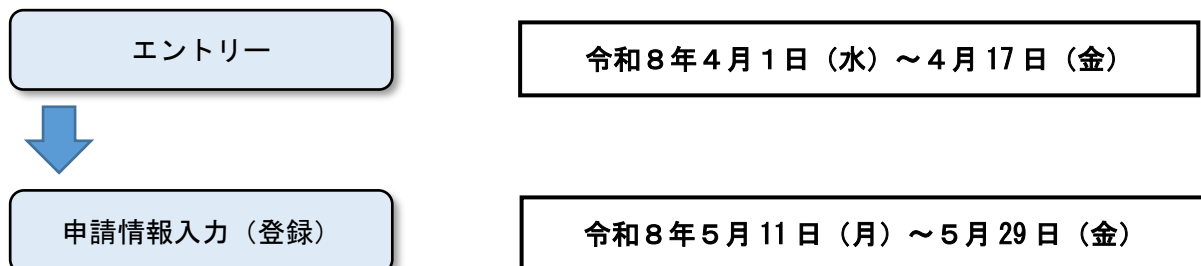 エントリー
令和８年４月１日（水）～４月17日（金）
申請情報入力（登録）
令和８年５月11日（月）～５月29日（金）